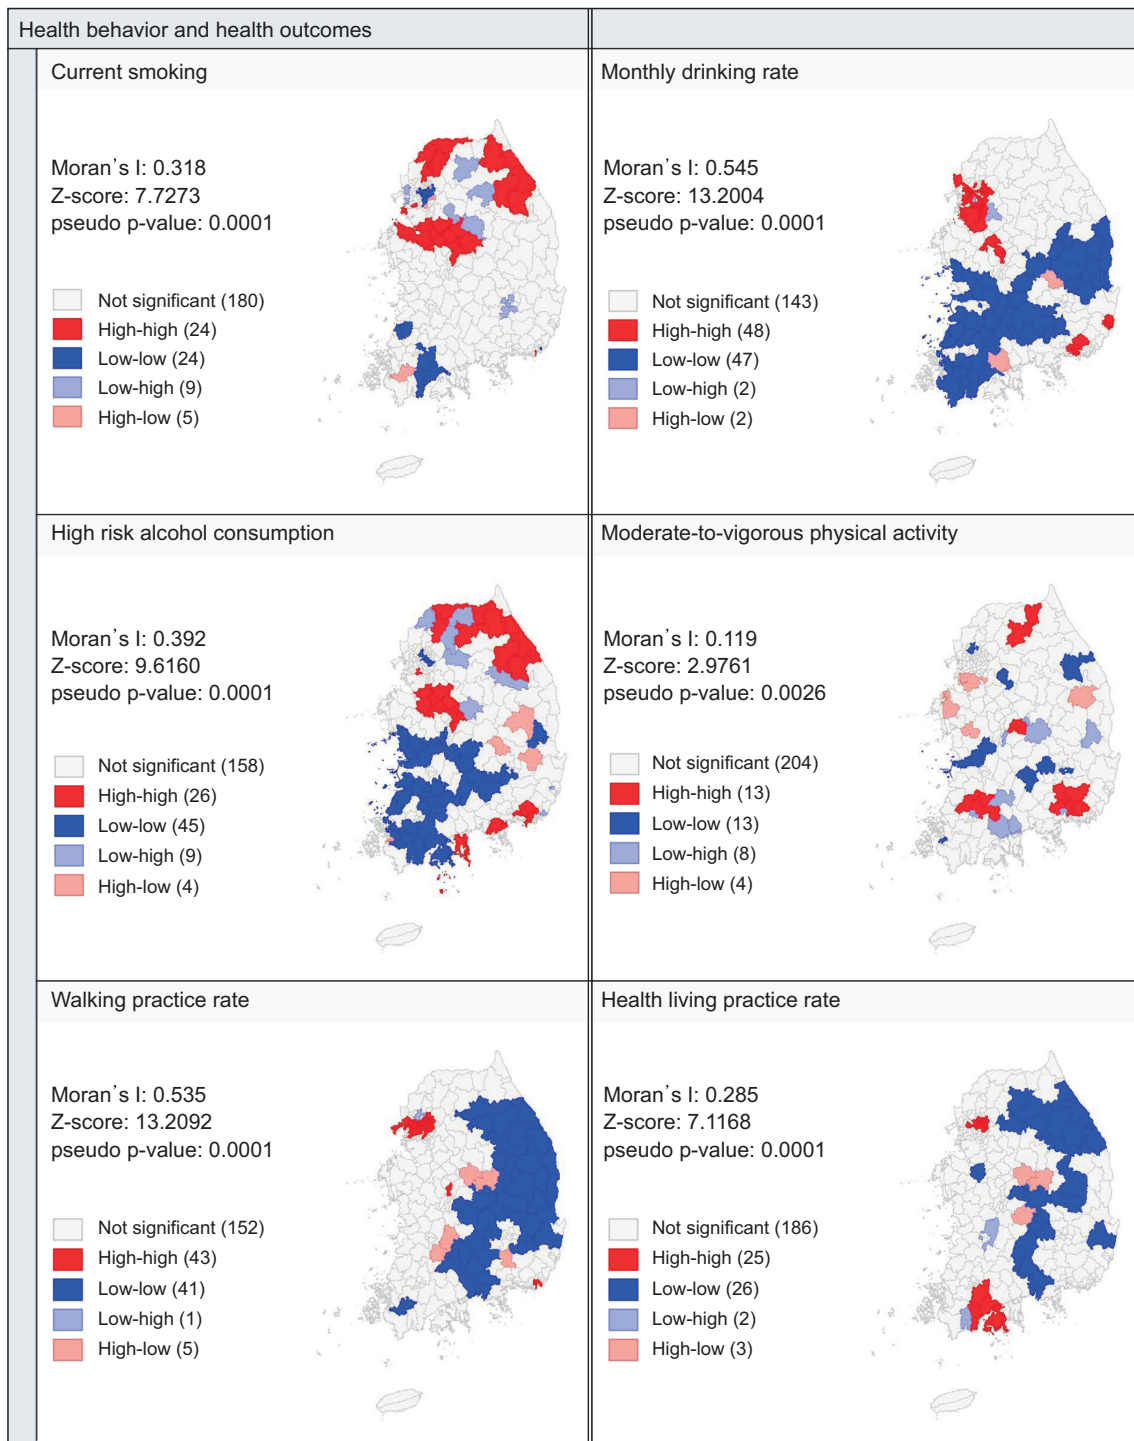 Health behavior and health outcomes
Current smoking
Moran's I: 0.318
Z-score: 7.7273
pseudo p-value: 0.0001
Not significant (180)
High-high (24)
Low-low (24)
Low-high (9)
High-low (5)
Monthly drinking rate
Moran's I: 0.545
Z-score: 13.2004
pseudo p-value: 0.0001
Not significant (143)
High-high (48)
Low-low (47)
Low-high (2)
High-low (2)
High risk alcohol consumption
Moran's I: 0.392
Z-score: 9.6160
pseudo p-value: 0.0001
Not significant (158)
High-high (26)
Low-low (45)
Low-high (9)
High-low (4)
Moderate-to-vigorous physical activity
Moran's I: 0.119
Z-score: 2.9761
pseudo p-value: 0.0026
Not significant (204)
High-high (13)
Low-low (13)
Low-high (8)
High-low (4)
Walking practice rate
Moran's I: 0.535
Z-score: 13.2092
pseudo p-value: 0.0001
Not significant (152)
High-high (43)
Low-low (41)
Low-high (1)
High-low (5)
Health living practice rate
Moran's I: 0.285
Z-score: 7.1168
pseudo p-value: 0.0001
Not significant (186)
High-high (25)
Low-low (26)
Low-high (2)
High-low (3)